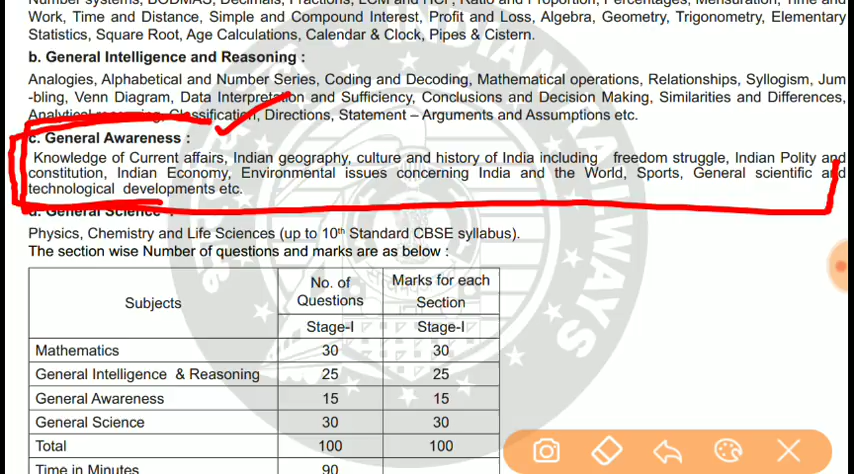 Number systems, BODMAS, Decimals, Fractions, LCM and HCF, Ratio and Proportion, Percentages, Mensuration, Time and
Work, Time and Distance, Simple and Compound Interest, Profit and Loss, Algebra, Geometry, Trigonometry, Elementary
Statistics, Square Root, Age Calculations, Calendar & Clock, Pipes & Cistern.
b. General Intelligence and Reasoning :
Analogies, Alphabetical and Number Series, Coding and Decoding, Mathematical operations, Relationships, Syllogism, Jum
-bling, Venn Diagram, Data Interpretation and Sufficiency, Conclusions and Decision Making, Similarities and Differences,
Analytical reasoning, Classification, Directions, Statement – Arguments and Assumptions etc.
c. General Awareness :
Knowledge of Current affairs, Indian geography, culture and history of India including freedom struggle, Indian Polity and
constitution, Indian Economy, Environmental issues concerning India and the World, Sports, General scientific and
technological developments etc.
d. General Science :
Physics, Chemistry and Life Sciences (up to 10th Standard CBSE syllabus).
The section wise Number of questions and marks are as below :
Subjects No. of Questions Marks for each Section
Stage-I Stage-I
Mathematics 30 30
General Intelligence & Reasoning 25 25
General Awareness 15 15
General Science 30 30
Total 100 100
Time in Minutes 90
INDIAN RAILWAYS